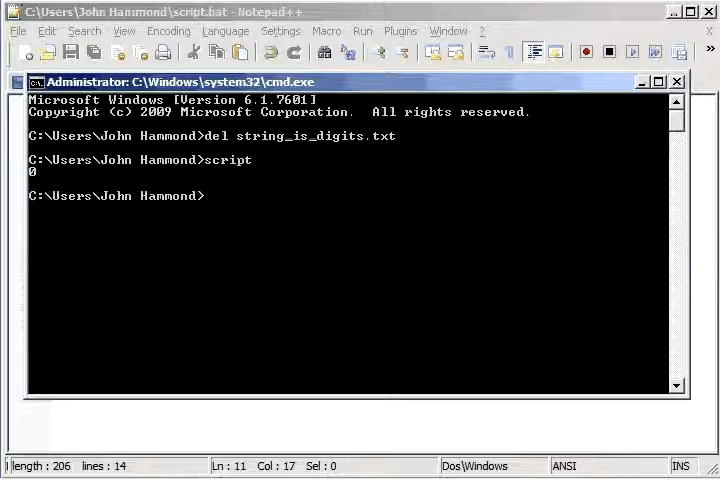 C:\Users\John Hammond\script.bat - Notepad++
File Edit Search View Encoding Language Settings Macro Run Plugins Window ?
Administrator: C:\Windows\system32\cmd.exe
Microsoft Windows [Version 6.1.7601]
Copyright (c) 2009 Microsoft Corporation.  All rights reserved.
C:\Users\John Hammond>del string_is_digits.txt
C:\Users\John Hammond>script
0
C:\Users\John Hammond>
length : 206 lines : 14 Ln : 11 Col : 17 Sel : 0 Dos\Windows ANSI INS